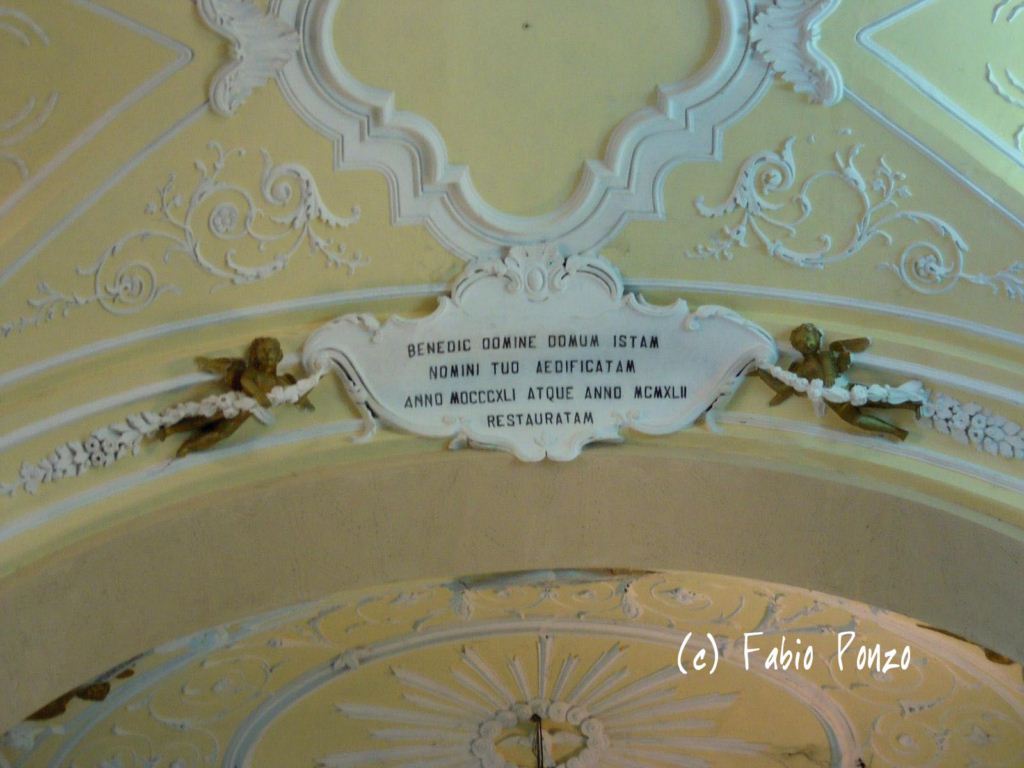 BENEDIC DOMINE DOMUM ISTAM
NOMINI TUO AEDIFICATAM
ANNO MDCCCXLI ATQUE ANNO MCMXLII
RESTAURATAM
(c) Fabio Ponzo